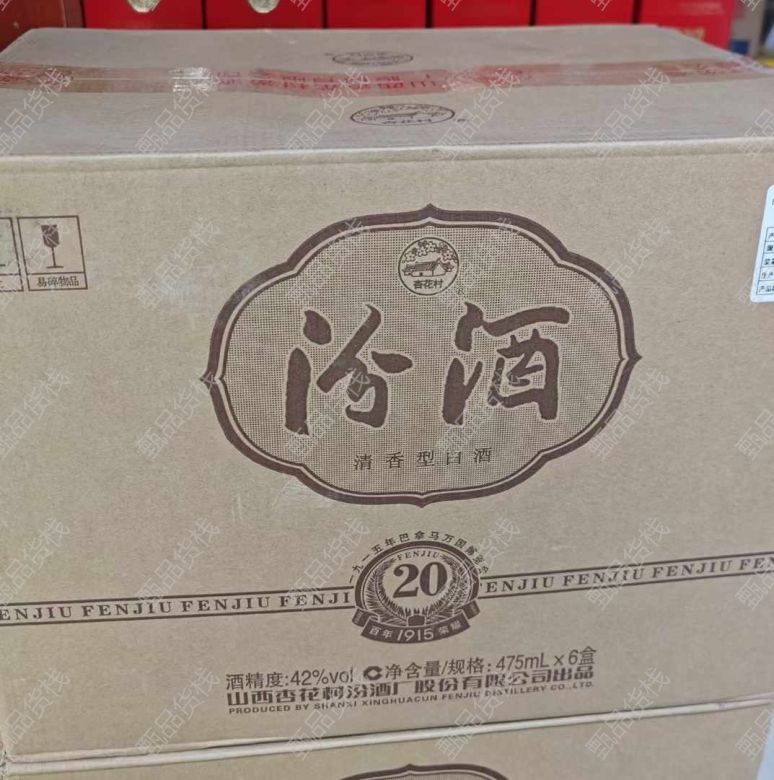 杏花村
汾酒
清香型白酒
易碎物品
一九一五年巴拿马万国博览会
FENJIU
20
百年 1915 荣耀
ENJIU FENJIU FENJIU FENJI
ENJIU FENJIU FENJIU FENJIU
酒精度:42%vol 净含量/规格:475mL×6盒
山西杏花村汾酒厂股份有限公司出品
PRODUCED BY SHANXI XINGHUACUN FENJIU DISTILLERY CO.,LTD.
20
甄品货栈